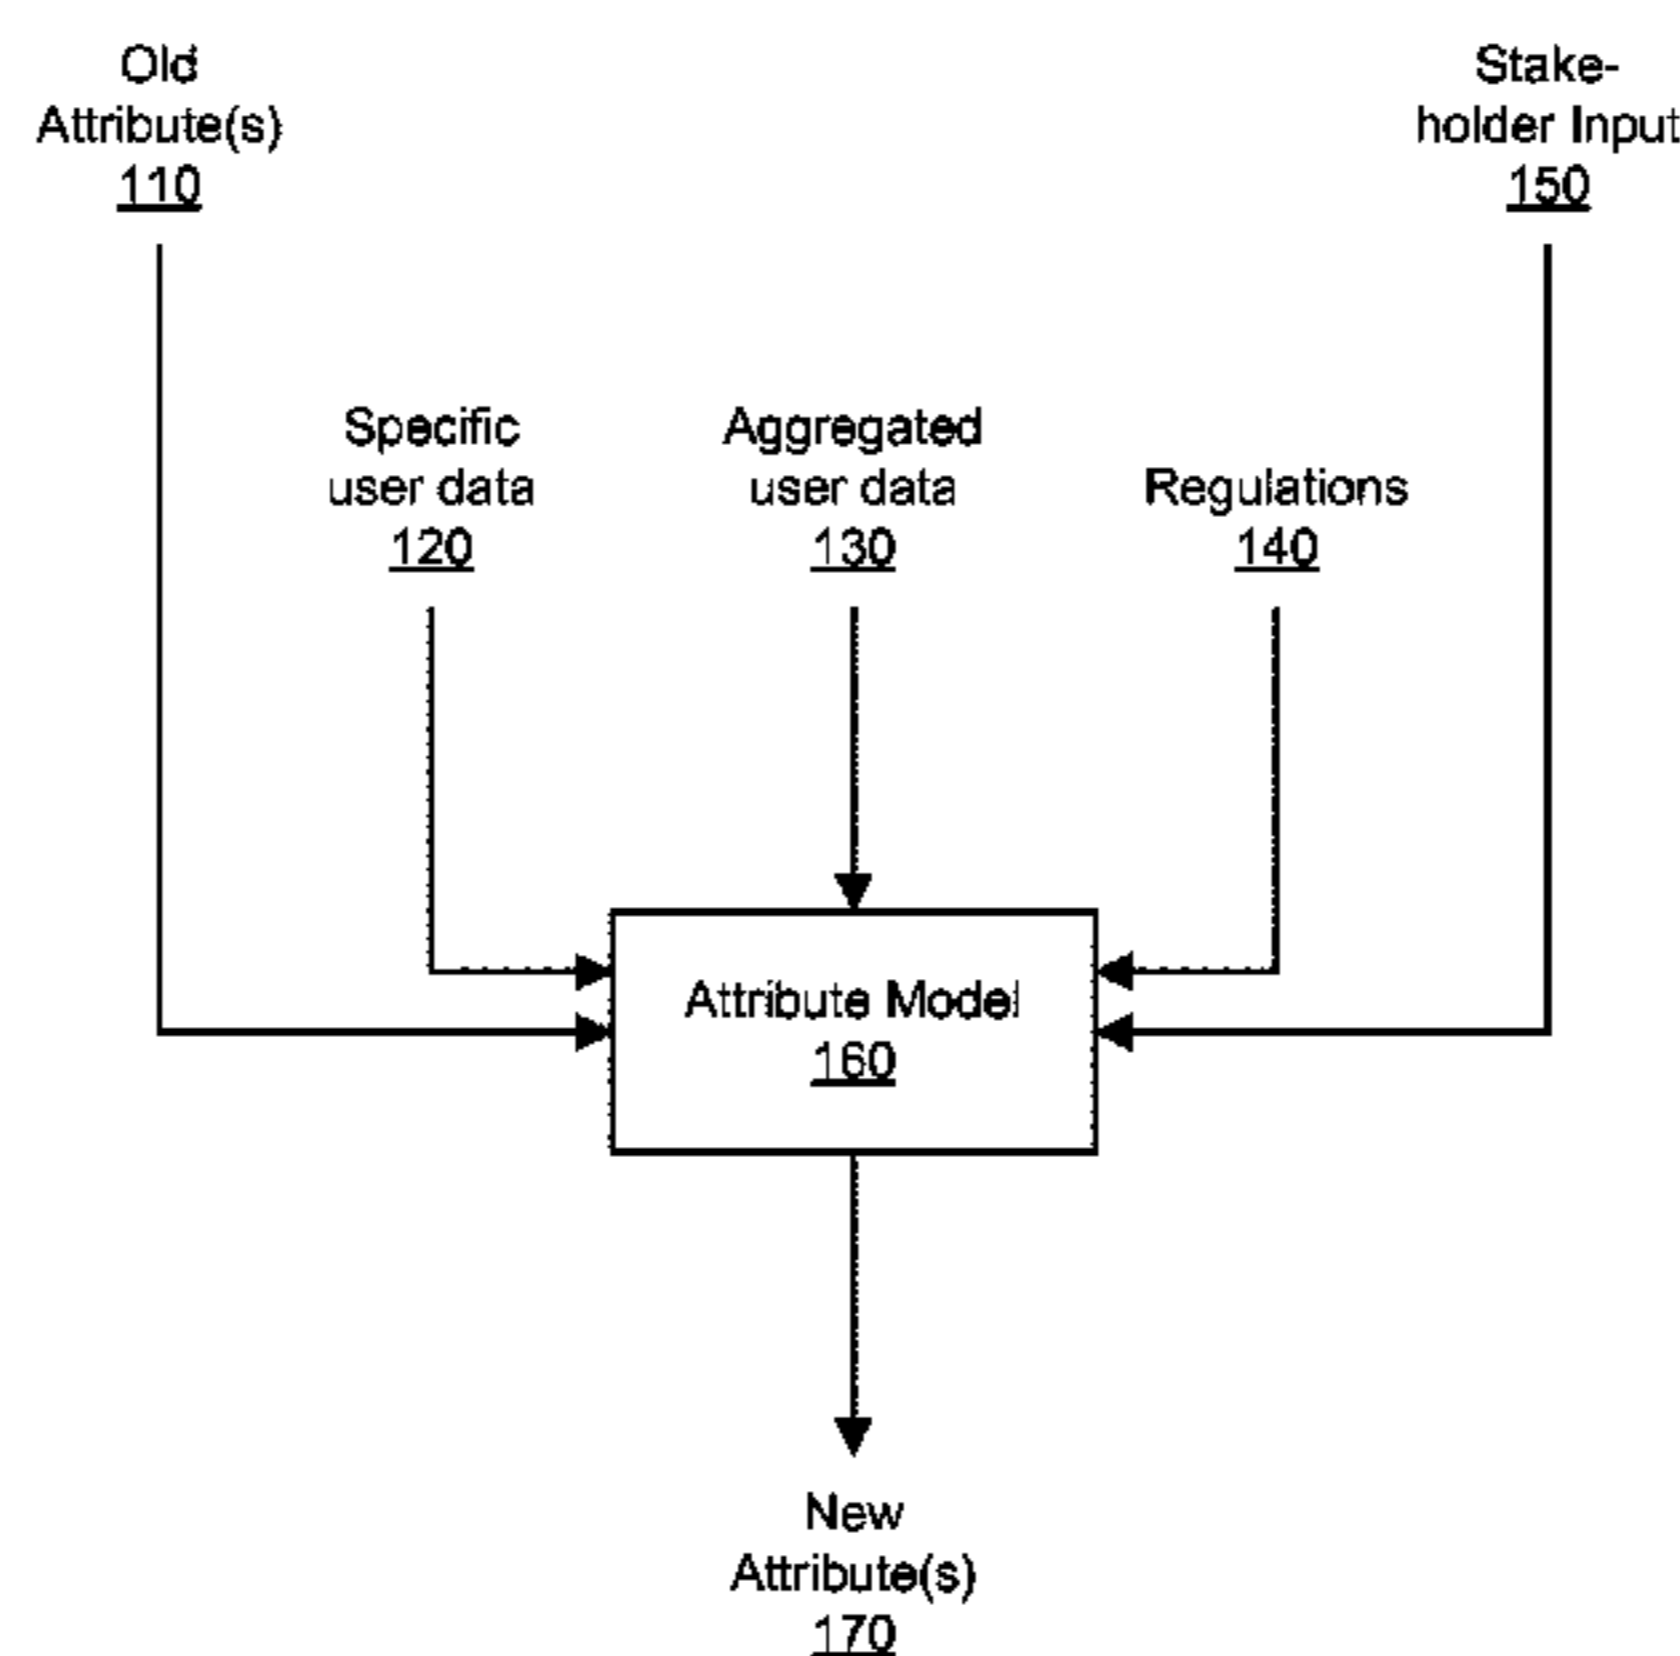 Old
Attribute(s)
110
Stake-
holder Input
150
Specific
user data
120
Aggregated
user data
130
Regulations
140
Attribute Model
160
New
Attribute(s)
170